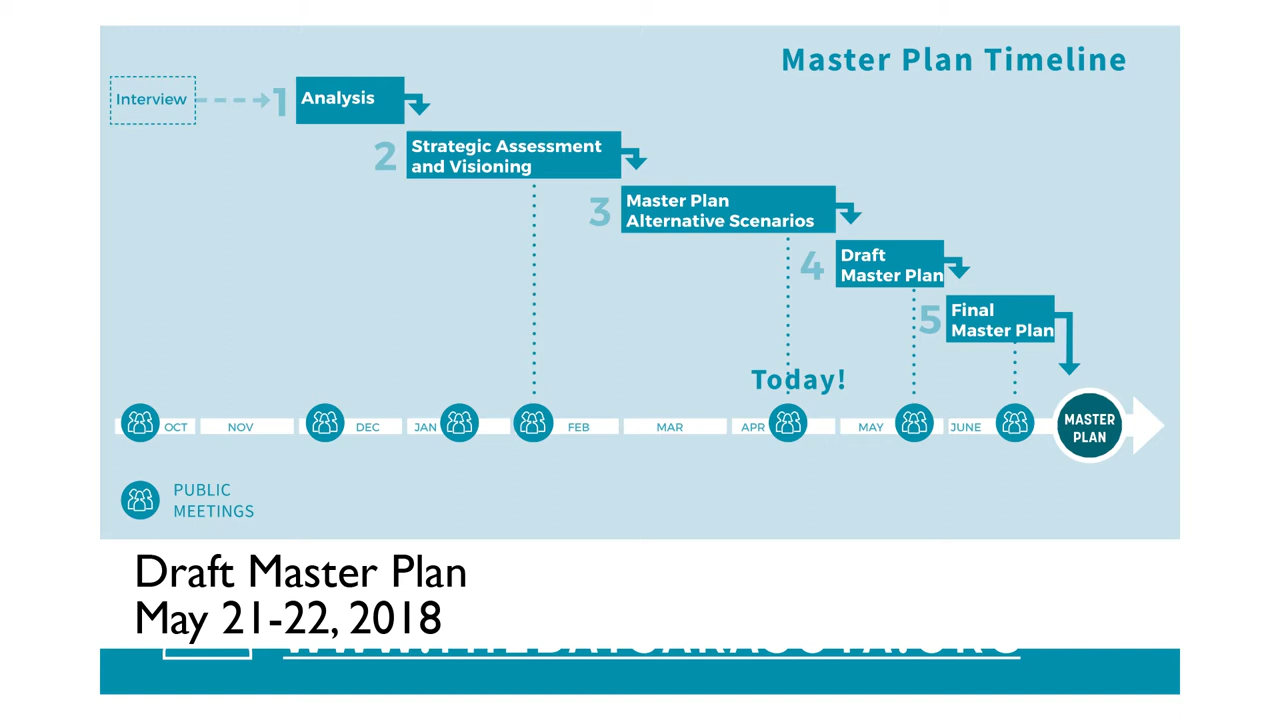 Master Plan Timeline
Interview
1
Analysis
2
Strategic Assessment
and Visioning
3
Master Plan
Alternative Scenarios
4
Draft
Master Plan
5
Final
Master Plan
Today!
OCT NOV DEC JAN FEB MAR APR MAY JUNE
MASTER
PLAN
PUBLIC
MEETINGS
Draft Master Plan
May 21-22, 2018